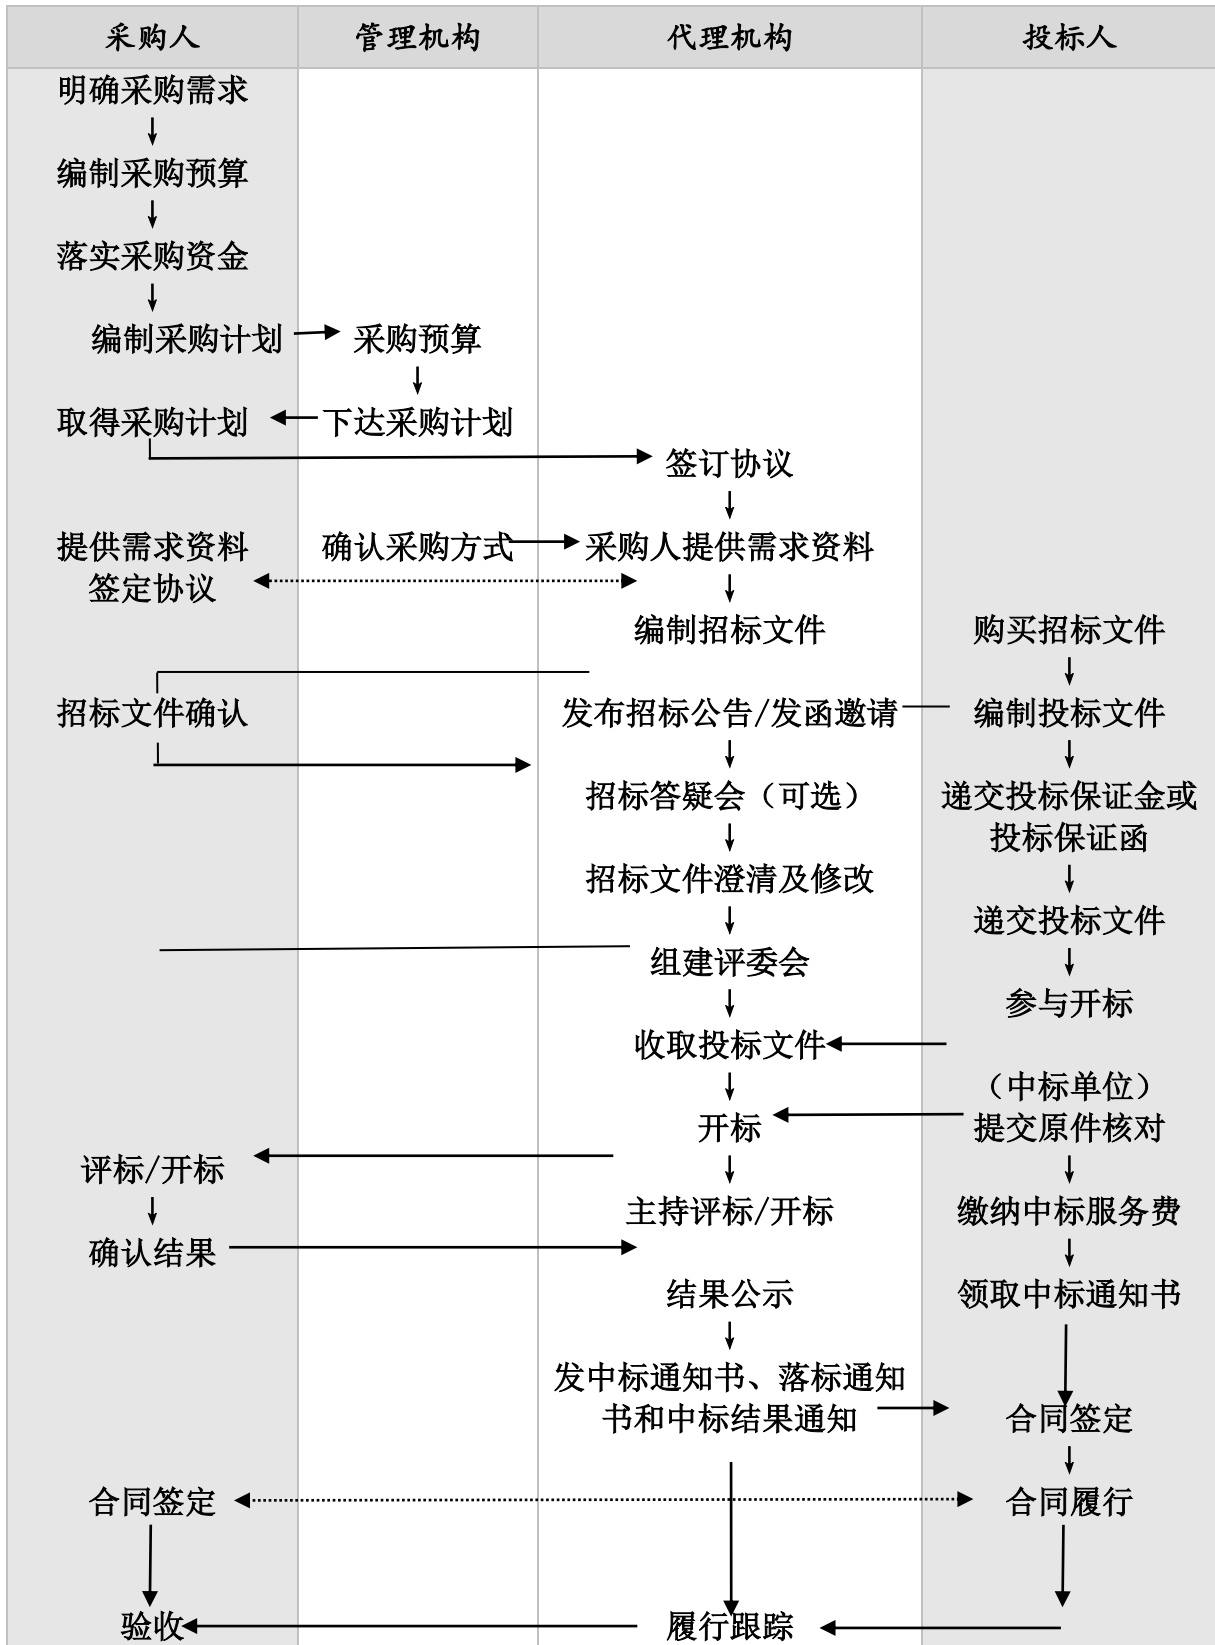 采购人 管理机构 代理机构 投标人
明确采购需求
↓
编制采购预算
↓
落实采购资金
↓
编制采购计划 采购预算
↓
取得采购计划 下达采购计划
签订协议
↓
提供需求资料 确认采购方式 采购人提供需求资料
签定协议 ↓
编制招标文件 购买招标文件
↓
招标文件确认 发布招标公告/发函邀请 编制投标文件
↓ ↓
招标答疑会（可选） 递交投标保证金或
↓ 投标保证函
招标文件澄清及修改 ↓
↓ 递交投标文件
组建评委会 ↓
↓ 参与开标
收取投标文件
↓ （中标单位）
开标 提交原件核对
评标/开标 ↓ ↓
↓ 主持评标/开标 缴纳中标服务费
确认结果 ↓
结果公示 领取中标通知书
↓
发中标通知书、落标通知
书和中标结果通知 合同签定
↓
合同签定 合同履行
验收 履行跟踪